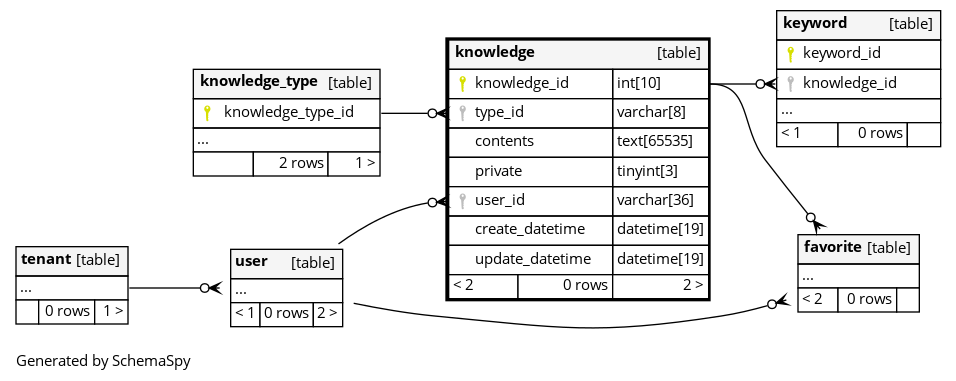 keyword [table]
keyword_id
knowledge_id
...
< 1 0 rows
knowledge [table]
knowledge_id int[10]
type_id varchar[8]
contents text[65535]
private tinyint[3]
user_id varchar[36]
create_datetime datetime[19]
update_datetime datetime[19]
< 2 0 rows 2 >
knowledge_type [table]
knowledge_type_id
...
2 rows 1 >
favorite [table]
...
< 2 0 rows
tenant [table]
...
0 rows 1 >
user [table]
...
< 1 0 rows 2 >
Generated by SchemaSpy